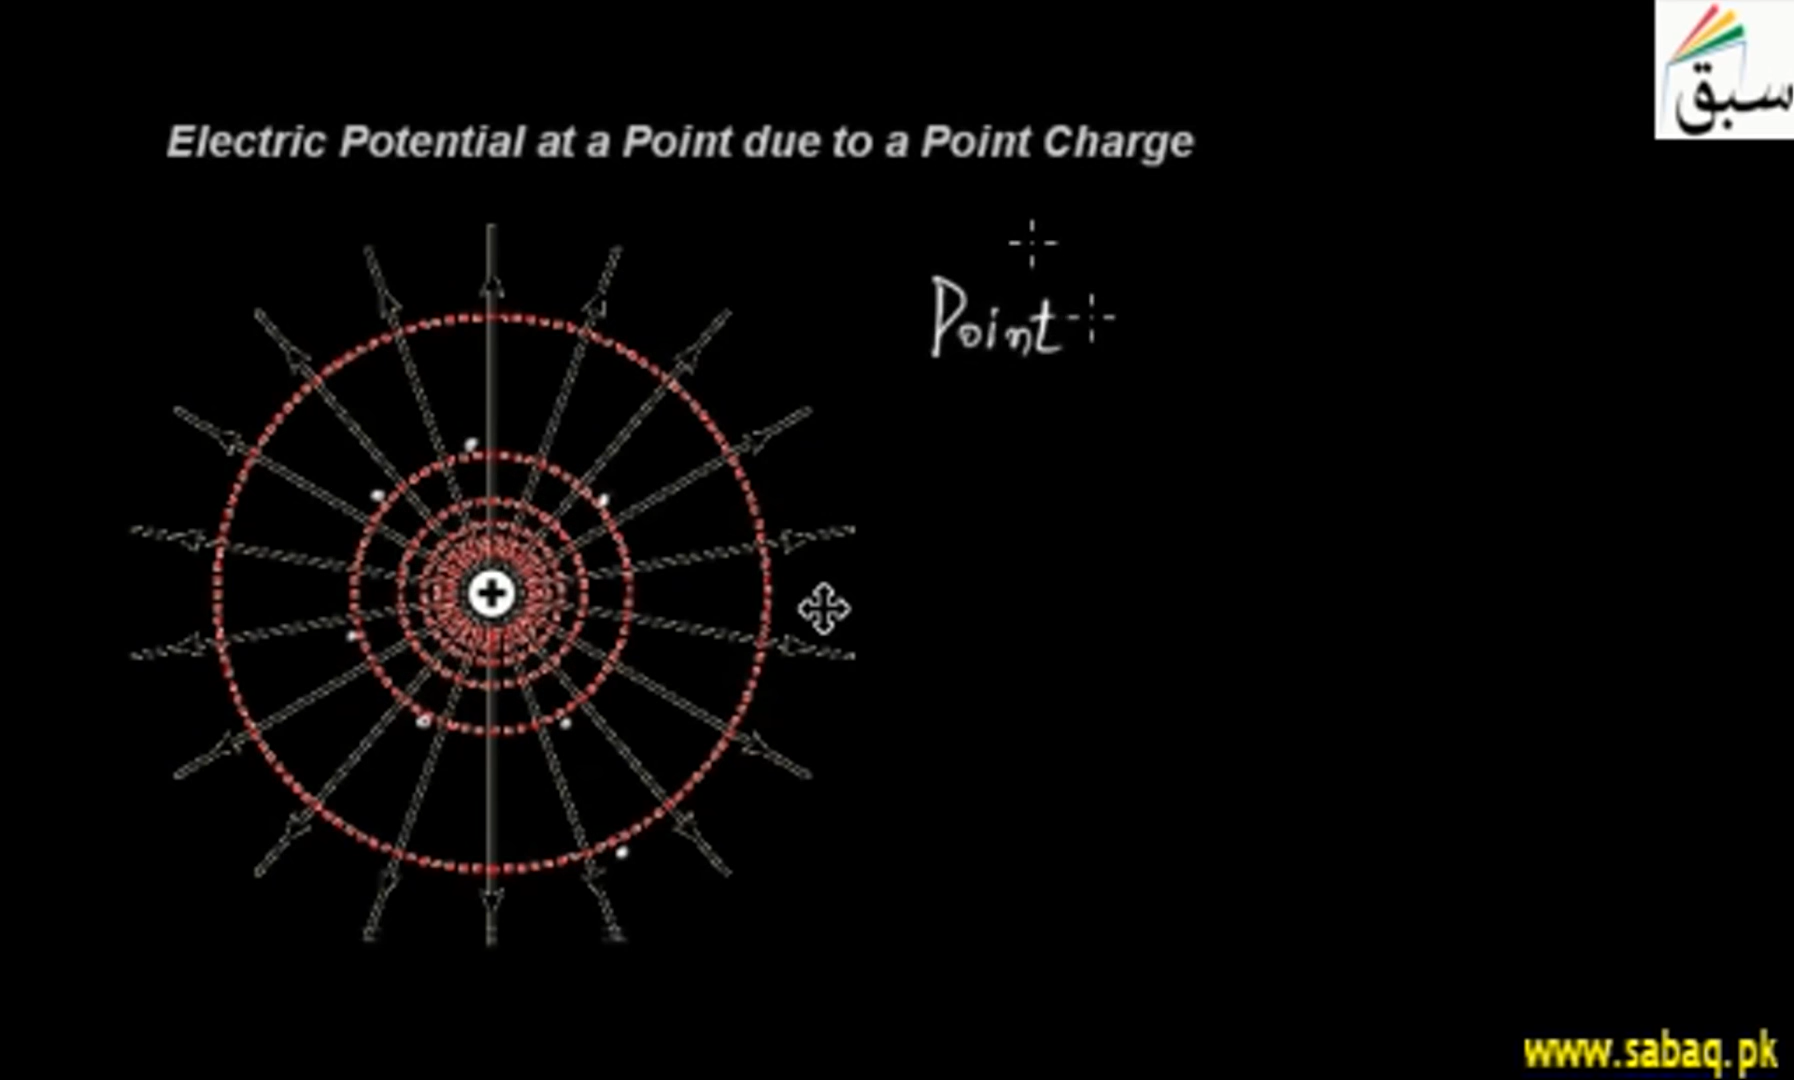 سبق
Electric Potential at a Point due to a Point Charge
Point
+
www.sabaq.pk